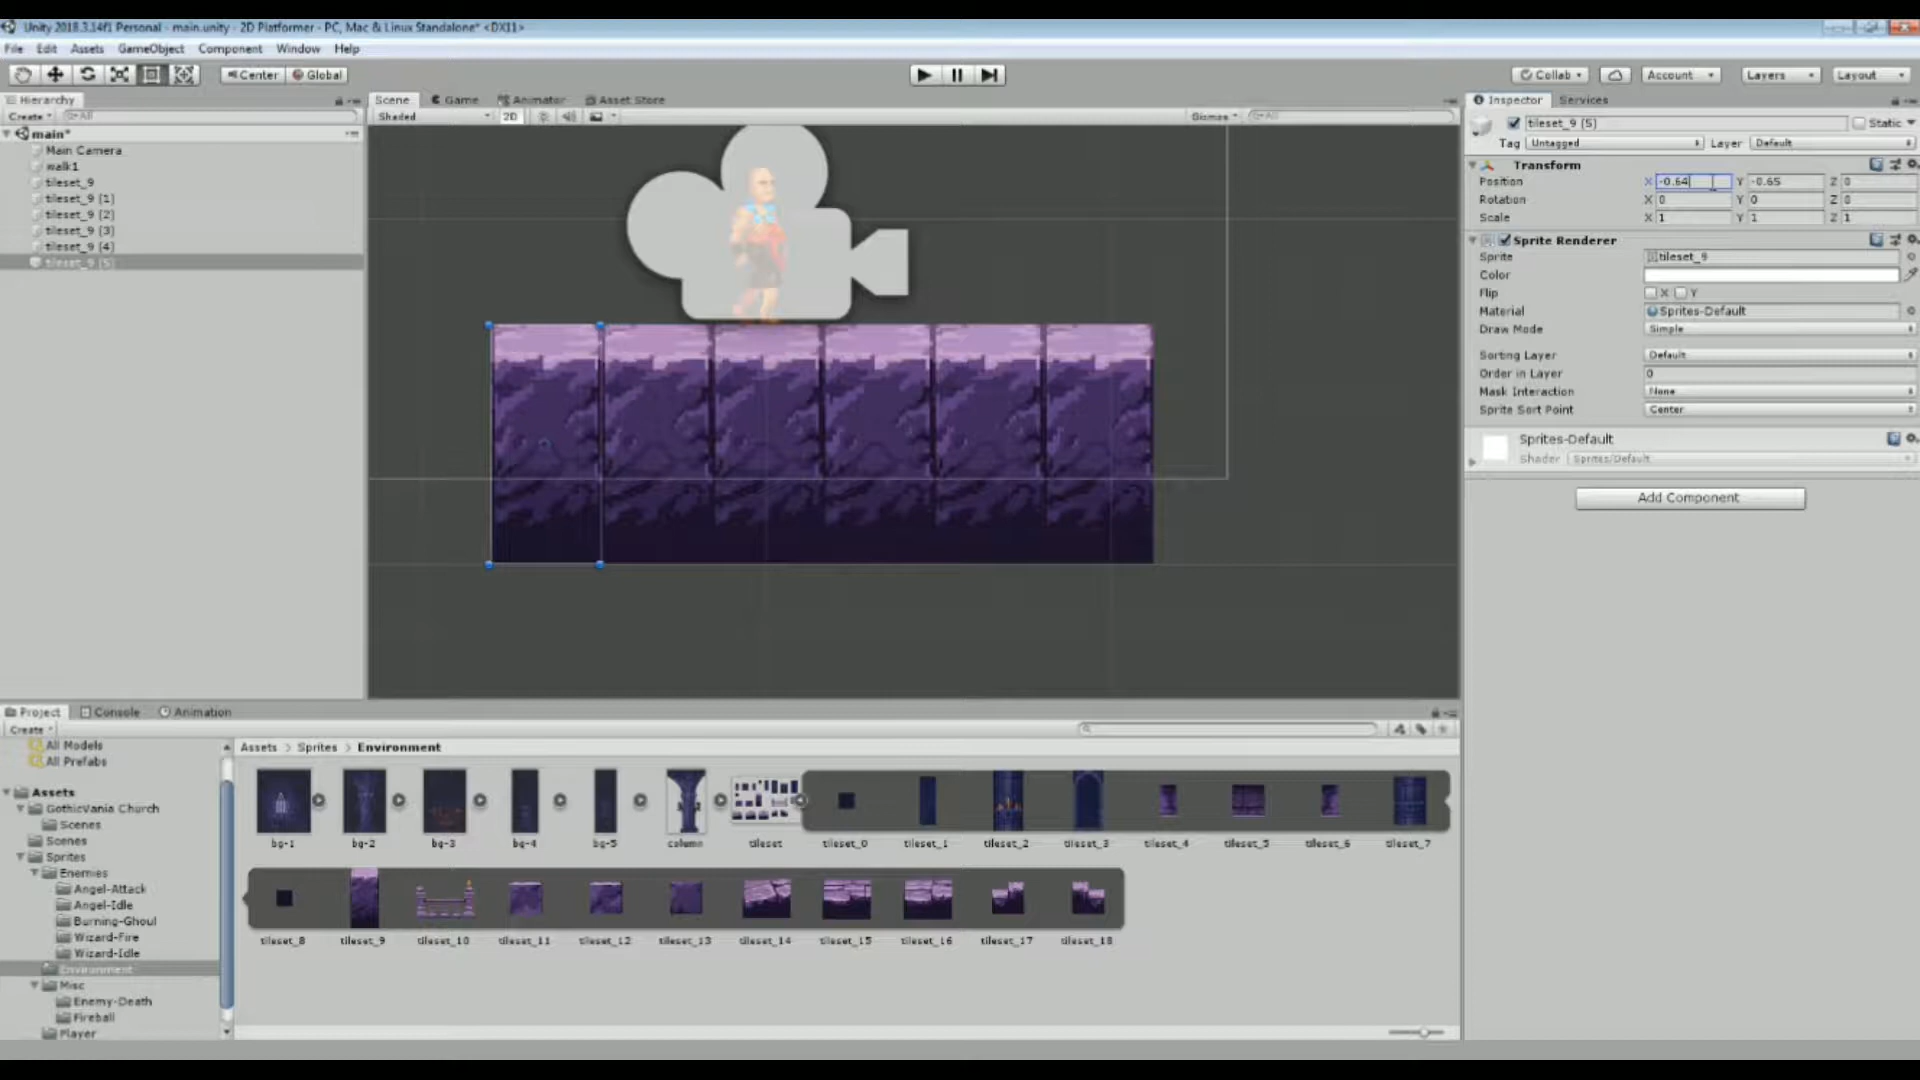 Unity 2018.3.14f1 Personal - main.unity - 2D Platformer - PC, Mac & Linux Standalone* <DX11>
File Edit Assets GameObject Component Window Help
Center Global Collab Account Layers Layout
Hierarchy Scene Game Animator Asset Store Inspector Services
Create All Shaded 2D Gizmos All
main*
Main Camera
walk1
tileset_9
tileset_9 (1)
tileset_9 (2)
tileset_9 (3)
tileset_9 (4)
tileset_9 (5)
tileset_9 (5) Static
Tag Untagged Layer Default
Transform
Position X -0.64 Y -0.65 Z 0
Rotation X 0 Y 0 Z 0
Scale X 1 Y 1 Z 1
Sprite Renderer
Sprite tileset_9
Color
Flip X Y
Material Sprites-Default
Draw Mode Simple
Sorting Layer Default
Order in Layer 0
Mask Interaction None
Sprite Sort Point Center
Sprites-Default
Shader Sprites/Default
Add Component
Project Console Animation
Create
All Models
All Prefabs
Assets
GothicVania Church
Scenes
Scenes
Sprites
Enemies
Angel-Attack
Angel-Idle
Burning-Ghoul
Wizard-Fire
Wizard-Idle
Environment
Misc
Enemy-Death
Fireball
Player
Assets > Sprites > Environment
bg-1 bg-2 bg-3 bg-4 bg-5 column tileset tileset_0 tileset_1 tileset_2 tileset_3 tileset_4 tileset_5 tileset_6 tileset_7
tileset_8 tileset_9 tileset_10 tileset_11 tileset_12 tileset_13 tileset_14 tileset_15 tileset_16 tileset_17 tileset_18